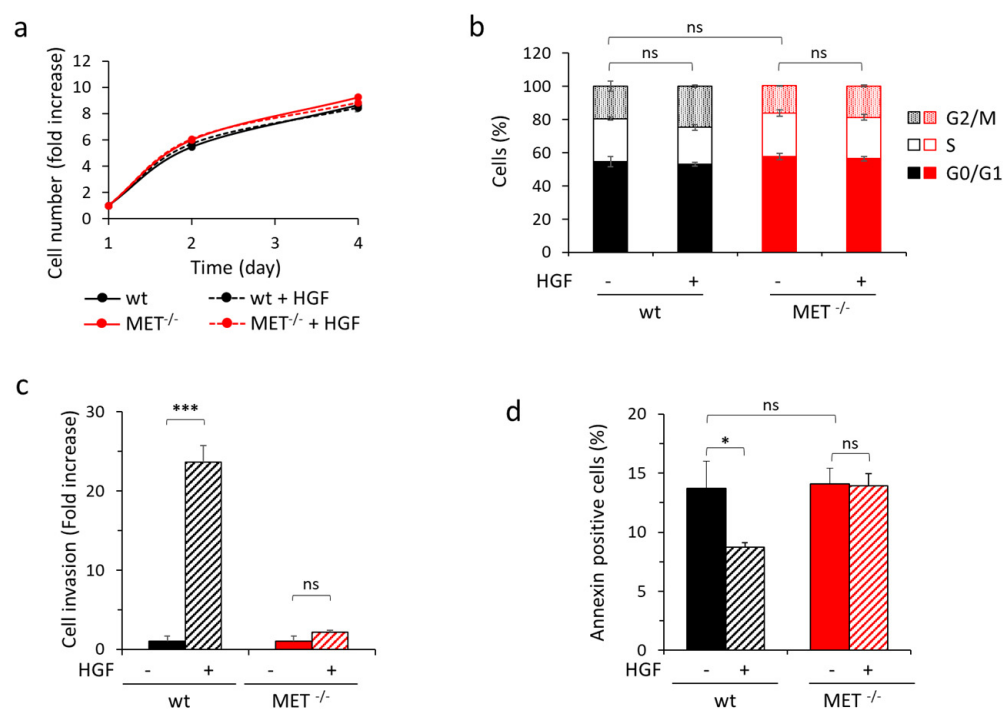 a
Cell number (fold increase)
12
10
8
6
4
2
0
1 2 3 4
Time (day)
wt wt + HGF
MET -/- MET -/- + HGF
b
ns
ns ns
Cells (%)
120
100
80
60
40
20
0
G2/M
S
G0/G1
HGF - + - +
wt MET -/-
c
Cell invasion (Fold increase)
30
20
10
0
***
ns
HGF - + - +
wt MET -/-
d
Annexin positive cells (%)
20
15
10
5
15
0
ns
* ns
HGF - + - +
wt MET -/-